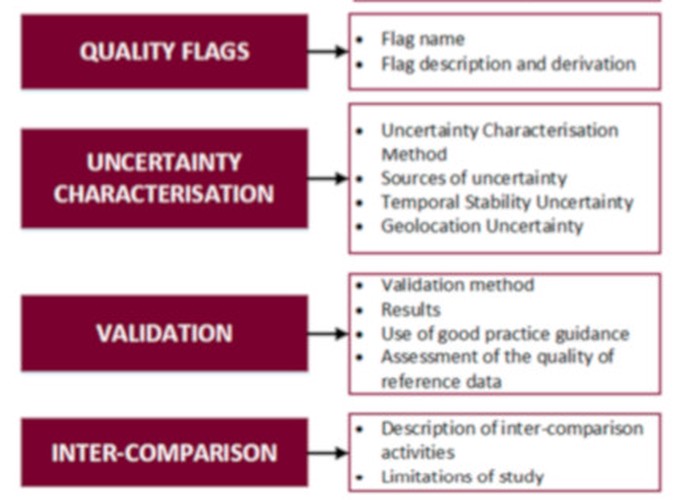 QUALITY FLAGS
• Flag name
• Flag description and derivation
UNCERTAINTY
CHARACTERISATION
• Uncertainty Characterisation
Method
• Sources of uncertainty
• Temporal Stability Uncertainty
• Geolocation Uncertainty
VALIDATION
• Validation method
• Results
• Use of good practice guidance
• Assessment of the quality of
reference data
INTER-COMPARISON
• Description of inter-comparison
activities
• Limitations of study